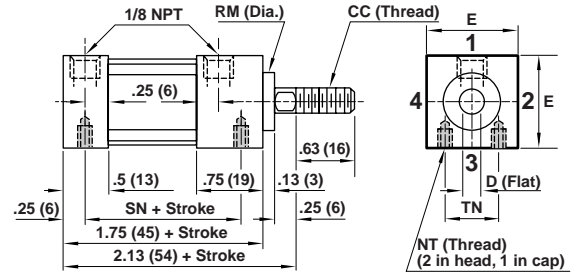 1/8 NPT
RM (Dia.)
CC (Thread)
E
1
.25 (6)
4
2
E
.63 (16)
3
.5 (13)
.75 (19)
.13 (3)
D (Flat)
.25 (6)
SN + Stroke
.25 (6)
TN
1.75 (45) + Stroke
2.13 (54) + Stroke
NT (Thread)
(2 in head, 1 in cap)